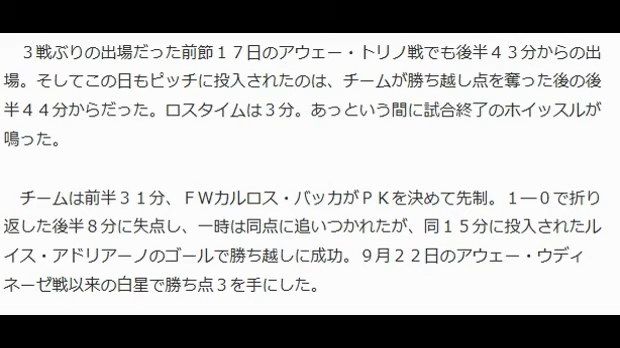 ３戦ぶりの出場だった前節１７日のアウェー・トリノ戦でも後半４３分からの出
場。そしてこの日もピッチに投入されたのは、チームが勝ち越し点を奪った後の後
半４４分からだった。ロスタイムは３分。あっという間に試合終了のホイッスルが
鳴った。
チームは前半３１分、ＦＷカルロス・バッカがＰＫを決めて先制。１―０で折り
返した後半８分に失点し、一時は同点に追いつかれたが、同１５分に投入されたル
イス・アドリアーノのゴールで勝ち越しに成功。９月２２日のアウェー・ウディ
ネーゼ戦以来の白星で勝ち点３を手にした。